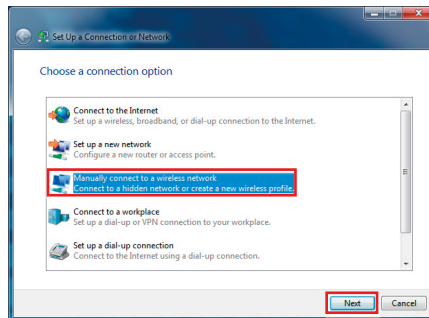 Set Up a Connection or Network
Choose a connection option
Connect to the Internet
Set up a wireless, broadband, or dial-up connection to the Internet.
Set up a new network
Configure a new router or access point.
Manually connect to a wireless network
Connect to a hidden network or create a new wireless profile.
Connect to a workplace
Set up a dial-up or VPN connection to your workplace.
Set up a dial-up connection
Connect to the Internet using a dial-up connection.
Next
Cancel